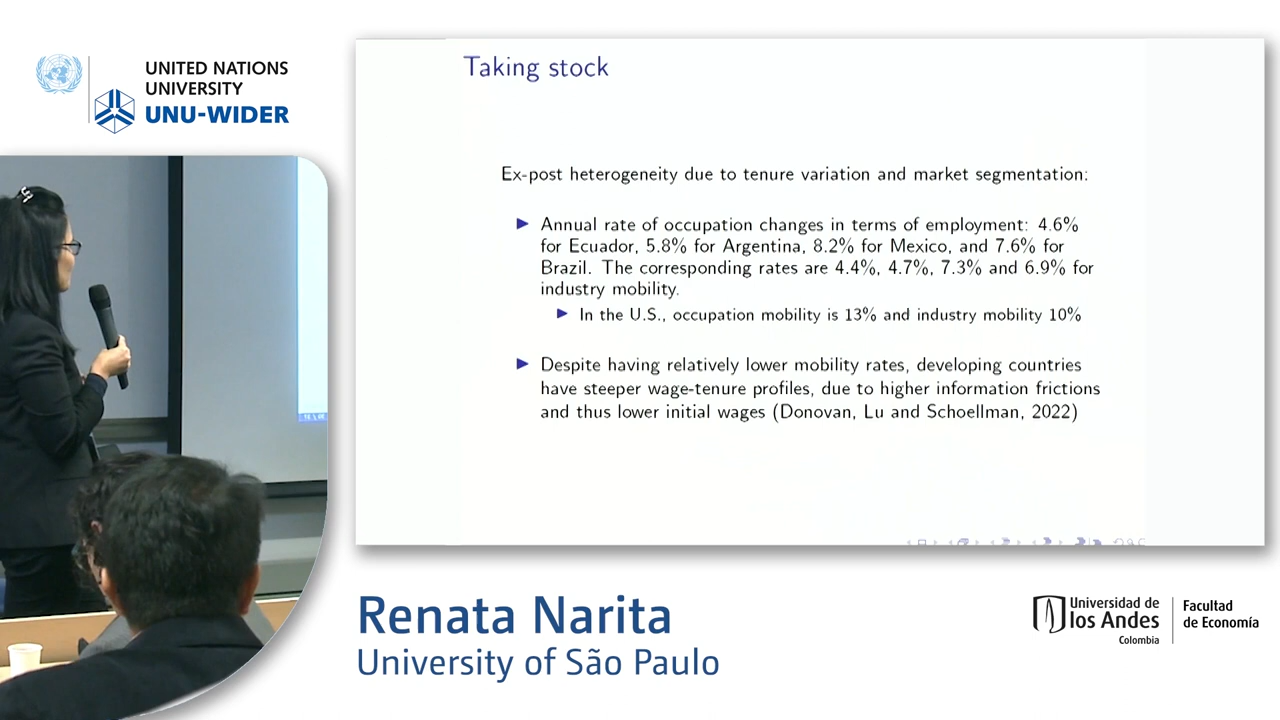 UNITED NATIONS
UNIVERSITY
UNU-WIDER
Taking stock
Ex-post heterogeneity due to tenure variation and market segmentation:
Annual rate of occupation changes in terms of employment: 4.6%
for Ecuador, 5.8% for Argentina, 8.2% for Mexico, and 7.6% for
Brazil. The corresponding rates are 4.4%, 4.7%, 7.3% and 6.9% for
industry mobility.
In the U.S., occupation mobility is 13% and industry mobility 10%
Despite having relatively lower mobility rates, developing countries
have steeper wage-tenure profiles, due to higher information frictions
and thus lower initial wages (Donovan, Lu and Schoellman, 2022)
Renata Narita
University of São Paulo
Universidad de
los Andes
Colombia
Facultad
de Economía